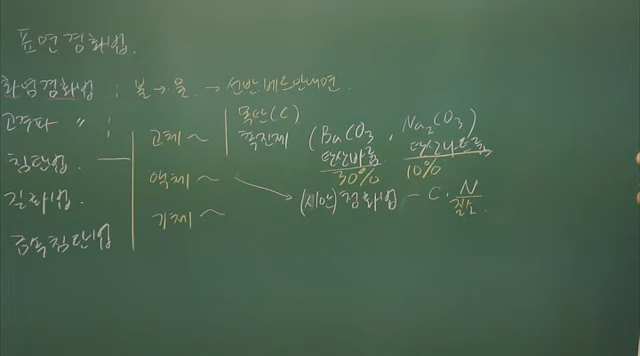 표면경화법.
화염경화법 ; 불→물. → 선반베드안내면.
고주파 〃 ;
침탄법.
질화법.
금속침탄법
고체~
액체~
기체~
목탄(C)
촉진제 (BaCO3, Na2CO3)
탄산바륨 탄산나트륨
30% 10%
(시안)청화법 - C·N
질소